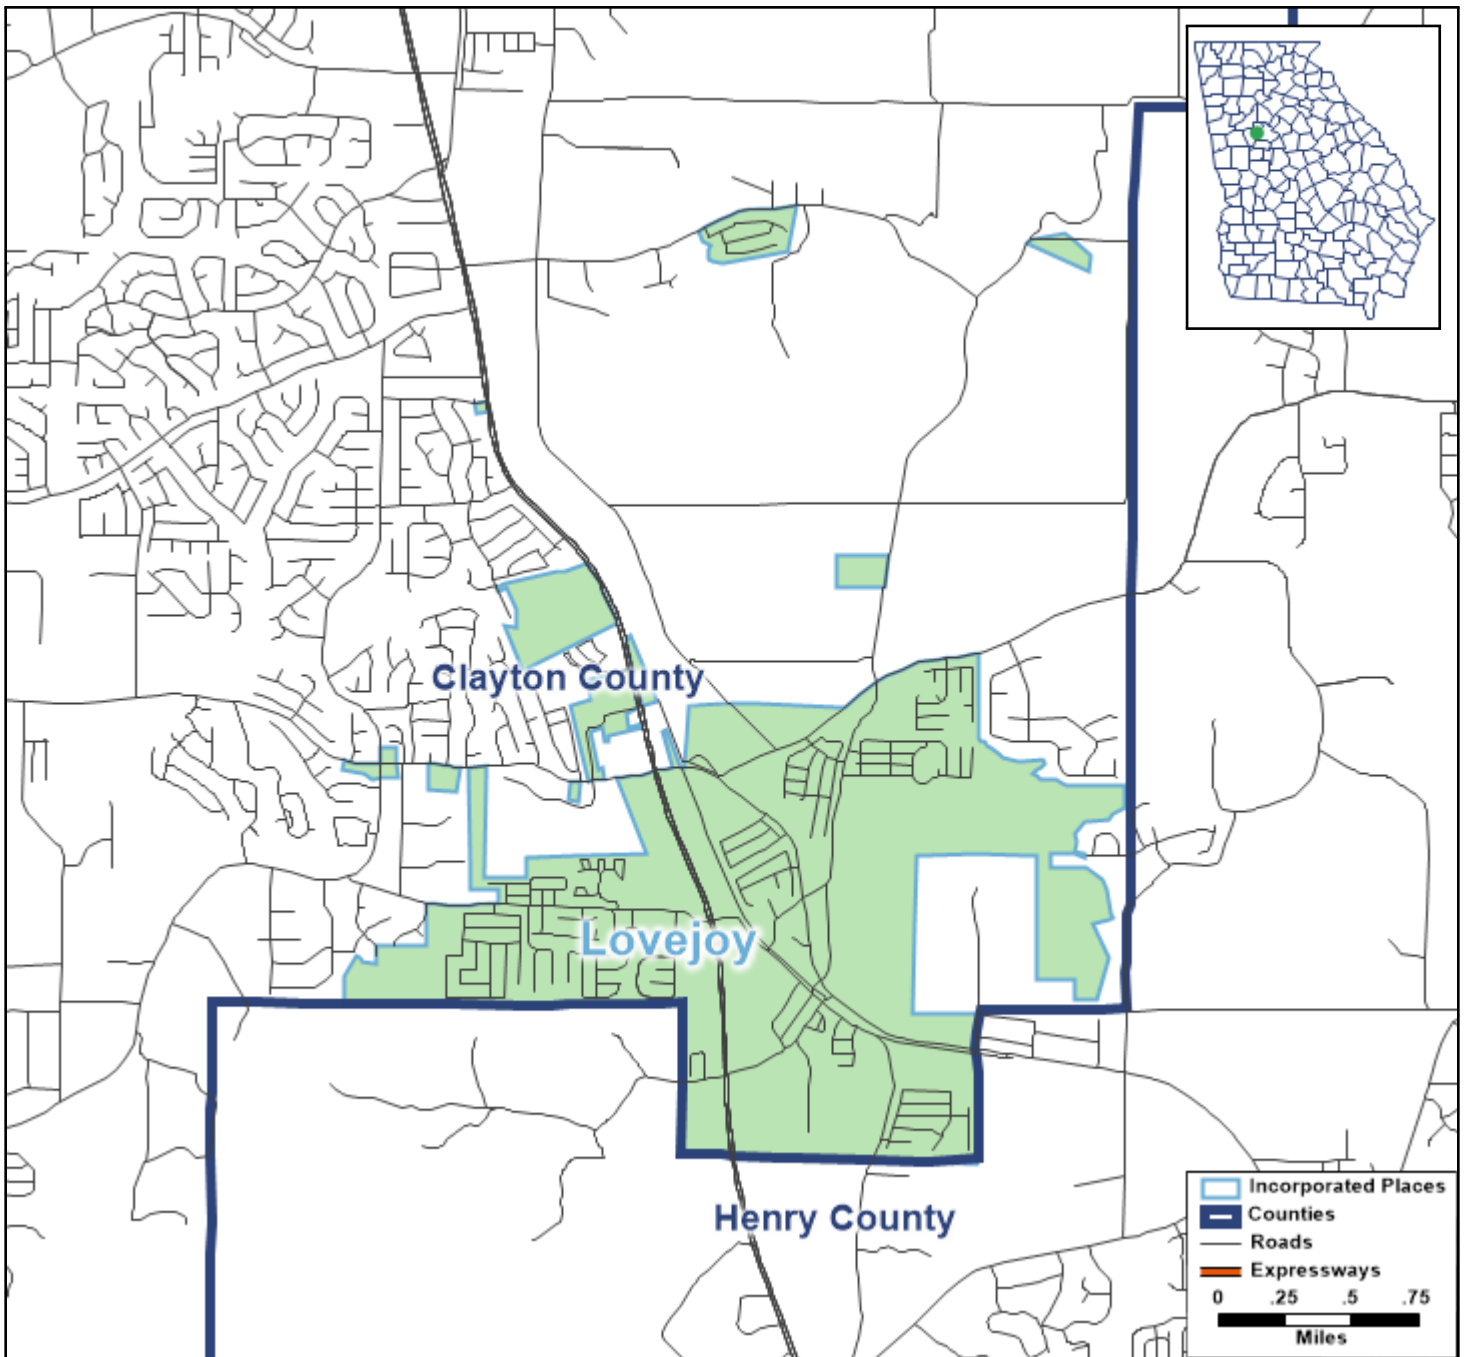 Clayton County
Lovejoy
Henry County
Incorporated Places
Counties
Roads
Expressways
0 .25 .5 .75
Miles